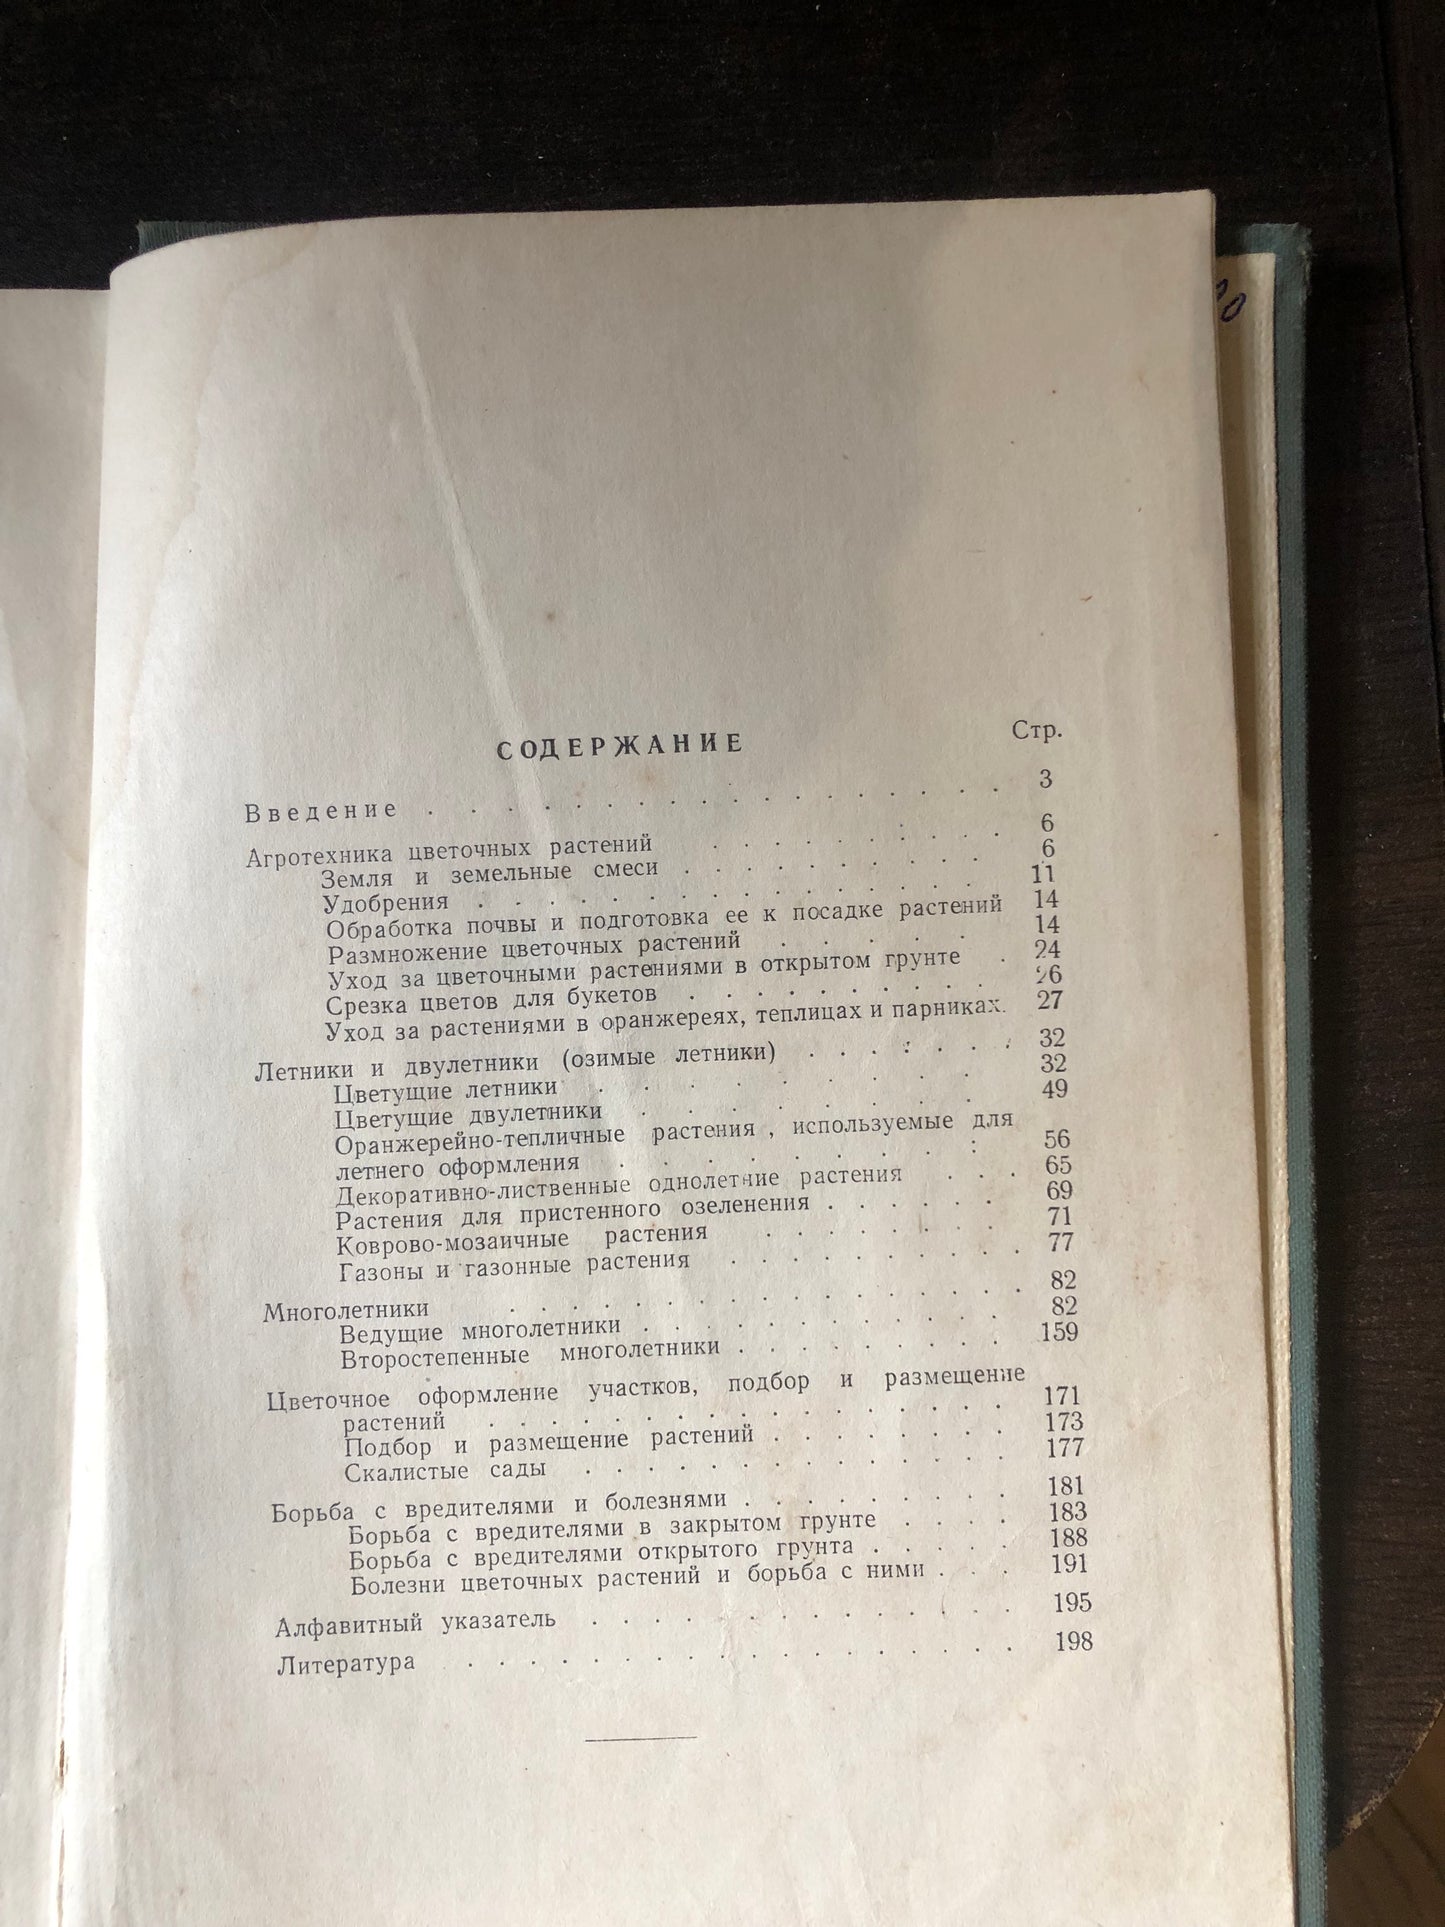 СОДЕРЖАНИЕ Стр.
Введение . . . . . . . . . . . . . . . 3
Агротехника цветочных растений . . . . . . . 6
Земля и земельные смеси . . . . . . . . 6
Удобрения . . . . . . . . . . . . . 11
Обработка почвы и подготовка ее к посадке растений 14
Размножение цветочных растений . . . . . 14
Уход за цветочными растениями в открытом грунте . 24
Срезка цветов для букетов . . . . . . . . 26
Уход за растениями в оранжереях, теплицах и парниках. 27
Летники и двулетники (озимые летники) . . . . . . 32
Цветущие летники . . . . . . . . . 32
Цветущие двулетники . . . . . . . . 49
Оранжерейно-тепличные растения, используемые для
летнего оформления . . . . . . . . . 56
Декоративно-лиственные однолетние растения . . . 65
Растения для пристенного озеленения . . . . . . 69
Коврово-мозаичные растения . . . . . . 71
Газоны и газонные растения . . . . . . . 77
Многолетники . . . . . . . . . . . . 82
Ведущие многолетники . . . . . . . . . 82
Второстепенные многолетники . . . . . . . 159
Цветочное оформление участков, подбор и размещение
растений . . . . . . . . . . . . 171
Подбор и размещение растений . . . . . . 173
Скалистые сады . . . . . . . . . . 177
Борьба с вредителями и болезнями . . . . . . . 181
Борьба с вредителями в закрытом грунте . . . . 183
Борьба с вредителями открытого грунта . . . . . 188
Болезни цветочных растений и борьба с ними . . . 191
Алфавитный указатель . . . . . . . . . . 195
Литература . . . . . . . . . . . . . 198